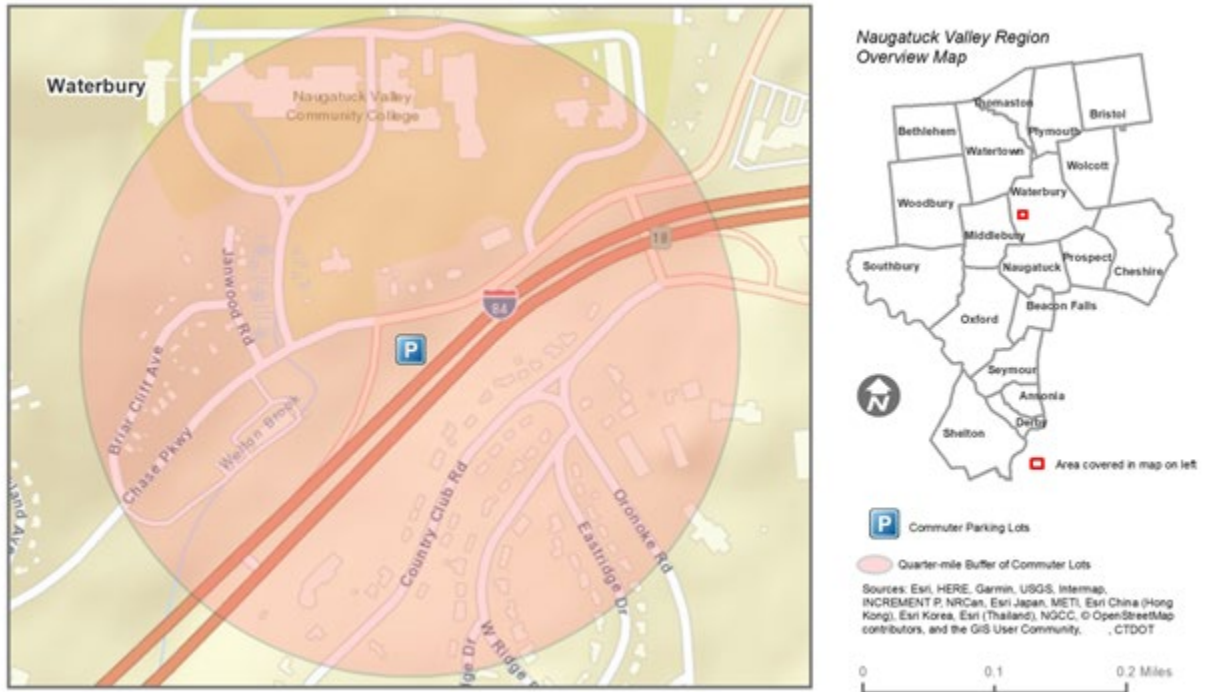 Waterbury
Naugatuck Valley
Community College
18
84
P
Janwood Rd
Briar Cliff Ave
Chase Pkwy
Welton Brook
land Ave
Country Club Rd
Oronoke Rd
Eastridge Dr
W Ridge
ge Dr
Naugatuck Valley Region
Overview Map
Thomaston
Bristol
Bethlehem
Plymouth
Watertown
Wolcott
Waterbury
Woodbury
Middlebury
Southbury
Naugatuck
Prospect
Cheshire
Beacon Falls
Oxford
Seymour
Ansonia
Derby
Shelton
N
Area covered in map on left
P Commuter Parking Lots
Quarter-mile Buffer of Commuter Lots
Sources: Esri, HERE, Garmin, USGS, Intermap,
INCREMENT P, NRCan, Esri Japan, METI, Esri China (Hong
Kong), Esri Korea, Esri (Thailand), NGCC, © OpenStreetMap
contributors, and the GIS User Community, , CTDOT
0 0.1 0.2 Miles